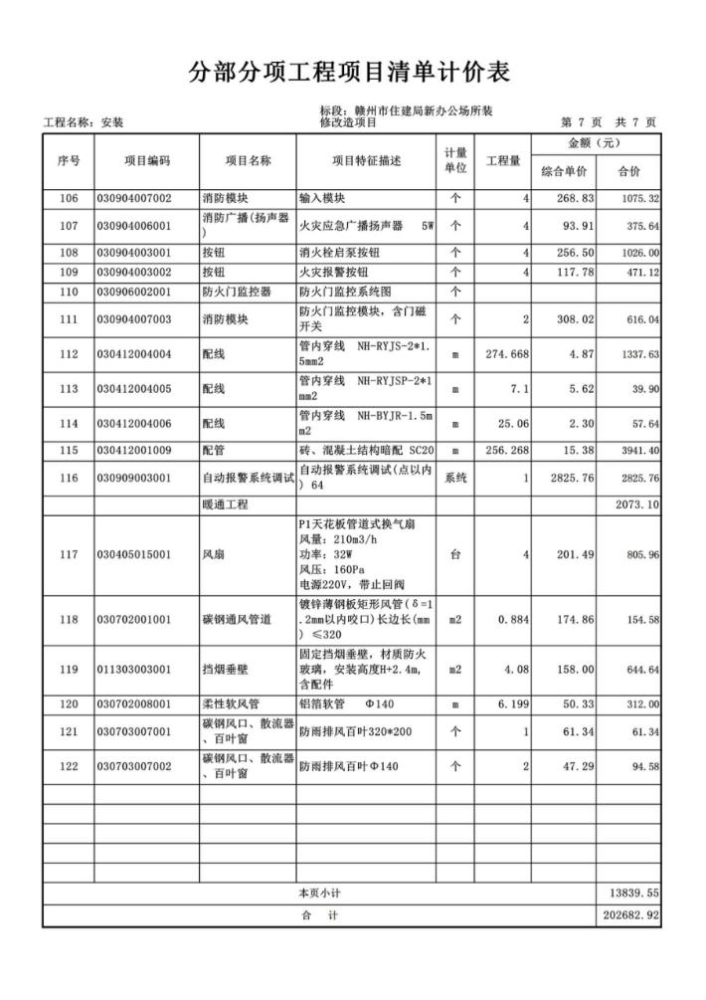 分部分项工程项目清单计价表
标段：赣州市住建局新办公场所装
工程名称：安装 修改造项目 第 7 页 共 7 页
序号 项目编码 项目名称 项目特征描述 计量单位 工程量 金额（元）
综合单价 合价
106 030904007002 消防模块 输入模块 个 4 268.83 1075.32
107 030904006001 消防广播(扬声器) 火灾应急广播扬声器 5W 个 4 93.91 375.64
108 030904003001 按钮 消火栓启泵按钮 个 4 256.50 1026.00
109 030904003002 按钮 火灾报警按钮 个 4 117.78 471.12
110 030906002001 防火门监控器 防火门监控系统图 个
111 030904007003 消防模块 防火门监控模块，含门磁开关 个 2 308.02 616.04
112 030412004004 配线 管内穿线 NH-RYJS-2*1.5mm2 m 274.668 4.87 1337.63
113 030412004005 配线 管内穿线 NH-RYJSP-2*1mm2 m 7.1 5.62 39.90
114 030412004006 配线 管内穿线 NH-BYJR-1.5mm2 m 25.06 2.30 57.64
115 030412001009 配管 砖、混凝土结构暗配 SC20 m 256.268 15.38 3941.40
116 030909003001 自动报警系统调试 自动报警系统调试(点以内) 64 系统 1 2825.76 2825.76
暖通工程 2073.10
117 030405015001 风扇 P1天花板管道式换气扇
风量：210m3/h
功率：32W
风压：160Pa
电源220V，带止回阀 台 4 201.49 805.96
118 030702001001 碳钢通风管道 镀锌薄钢板矩形风管(δ=1.2mm以内咬口)长边长(mm) ≤320 m2 0.884 174.86 154.58
119 011303003001 挡烟垂壁 固定挡烟垂壁，材质防火玻璃，安装高度H+2.4m,含配件 m2 4.08 158.00 644.64
120 030702008001 柔性软风管 铝箔软管 Φ140 m 6.199 50.33 312.00
121 030703007001 碳钢风口、散流器、百叶窗 防雨排风百叶320*200 个 1 61.34 61.34
122 030703007002 碳钢风口、散流器、百叶窗 防雨排风百叶Φ140 个 2 47.29 94.58
本页小计 13839.55
合 计 202682.92